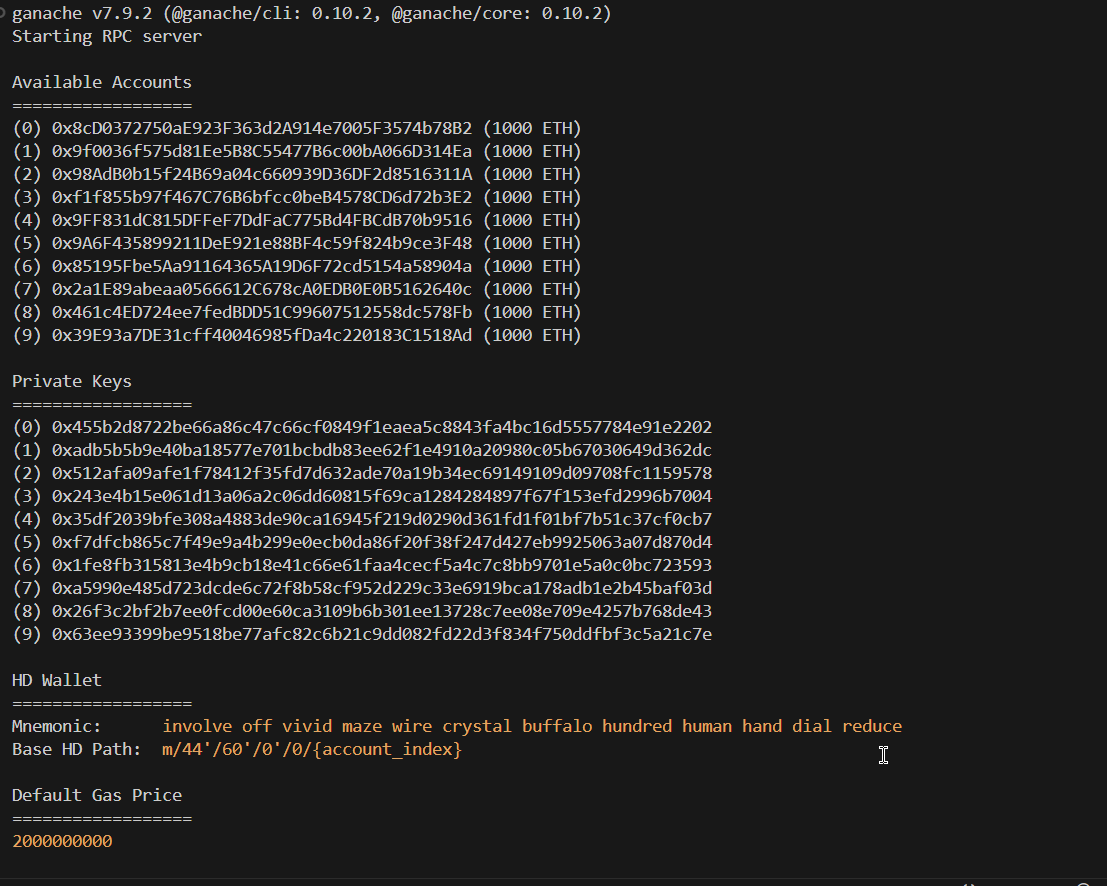 ganache v7.9.2 (@ganache/cli: 0.10.2, @ganache/core: 0.10.2)
Starting RPC server
Available Accounts
==================
(0) 0x8cD0372750aE923F363d2A914e7005F3574b78B2 (1000 ETH)
(1) 0x9f0036f575d81Ee5B8C55477B6c00bA066D314Ea (1000 ETH)
(2) 0x98AdB0b15f24B69a04c660939D36DF2d8516311A (1000 ETH)
(3) 0xf1f855b97f467C76B6bfcc0beB4578CD6d72b3E2 (1000 ETH)
(4) 0x9FF831dC815DFFeF7DdFaC775Bd4FBCdB70b9516 (1000 ETH)
(5) 0x9A6F435899211DeE921e88BF4c59f824b9ce3F48 (1000 ETH)
(6) 0x85195Fbe5Aa91164365A19D6F72cd5154a58904a (1000 ETH)
(7) 0x2a1E89abeaa0566612C678cA0EDB0E0B5162640c (1000 ETH)
(8) 0x461c4ED724ee7fedBDD51C99607512558dc578Fb (1000 ETH)
(9) 0x39E93a7DE31cff40046985fDa4c220183C1518Ad (1000 ETH)
Private Keys
==================
(0) 0x455b2d8722be66a86c47c66cf0849f1eaea5c8843fa4bc16d5557784e91e2202
(1) 0xadb5b5b9e40ba18577e701bcbdb83ee62f1e4910a20980c05b67030649d362dc
(2) 0x512afa09afe1f78412f35fd7d632ade70a19b34ec69149109d09708fc1159578
(3) 0x243e4b15e061d13a06a2c06dd60815f69ca1284284897f67f153efd2996b7004
(4) 0x35df2039bfe308a4883de90ca16945f219d0290d361fd1f01bf7b51c37cf0cb7
(5) 0xf7dfcb865c7f49e9a4b299e0ecb0da86f20f38f247d427eb9925063a07d870d4
(6) 0x1fe8fb315813e4b9cb18e41c66e61faa4cecf5a4c7c8bb9701e5a0c0bc723593
(7) 0xa5990e485d723dcde6c72f8b58cf952d229c33e6919bca178adb1e2b45baf03d
(8) 0x26f3c2bf2b7ee0fcd00e60ca3109b6b301ee13728c7ee08e709e4257b768de43
(9) 0x63ee93399be9518be77afc82c6b21c9dd082fd22d3f834f750ddfbf3c5a21c7e
HD Wallet
==================
Mnemonic:      involve off vivid maze wire crystal buffalo hundred human hand dial reduce
Base HD Path:  m/44'/60'/0'/0/{account_index}
Default Gas Price
==================
2000000000